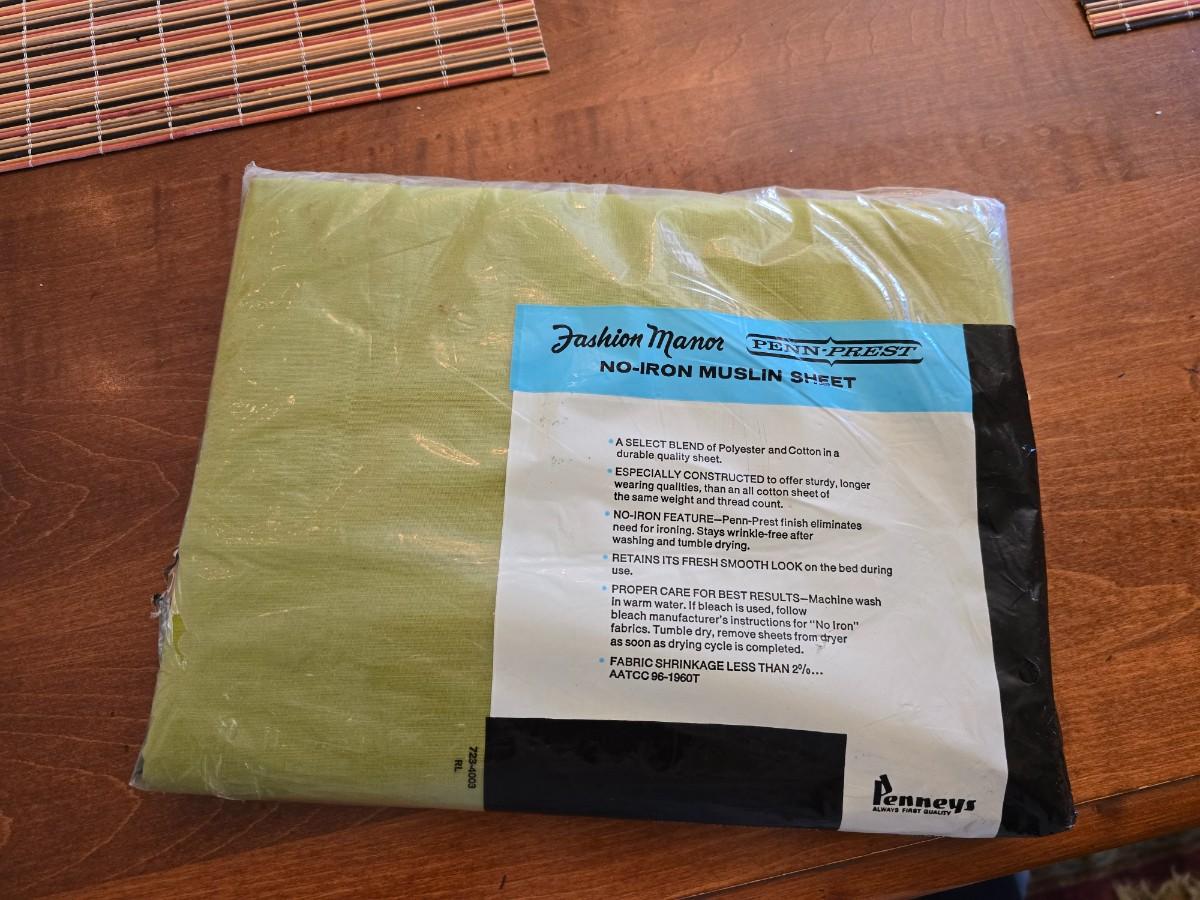 Fashion Manor PENN-PREST
NO-IRON MUSLIN SHEET
• A SELECT BLEND of Polyester and Cotton in a
durable quality sheet.
• ESPECIALLY CONSTRUCTED to offer sturdy, longer
wearing qualities, than an all cotton sheet of
the same weight and thread count.
• NO-IRON FEATURE—Penn-Prest finish eliminates
need for ironing. Stays wrinkle-free after
washing and tumble drying.
• RETAINS ITS FRESH SMOOTH LOOK on the bed during
use.
• PROPER CARE FOR BEST RESULTS—Machine wash
in warm water. If bleach is used, follow
bleach manufacturer's instructions for "No Iron"
fabrics. Tumble dry, remove sheets from dryer
as soon as drying cycle is completed.
• FABRIC SHRINKAGE LESS THAN 2%...
AATCC 96-1960T
723-4003
RL
Penneys
ALWAYS FIRST QUALITY